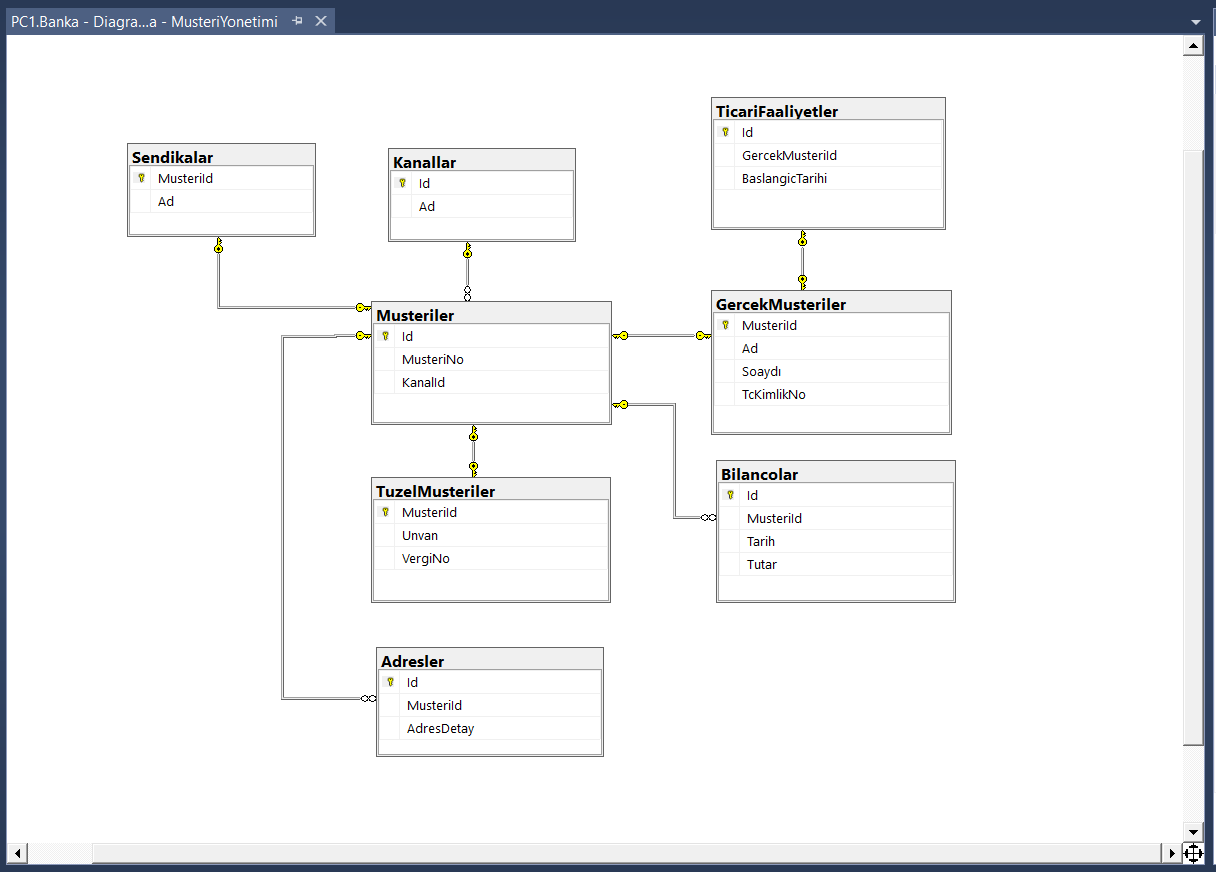 PC1.Banka - Diagra...a - MusteriYonetimi
Sendikalar
MusteriId
Ad
Kanallar
Id
Ad
TicariFaaliyetler
Id
GercekMusteriId
BaslangicTarihi
Musteriler
Id
MusteriNo
KanalId
GercekMusteriler
MusteriId
Ad
Soaydı
TcKimlikNo
TuzelMusteriler
MusteriId
Unvan
VergiNo
Bilancolar
Id
MusteriId
Tarih
Tutar
Adresler
Id
MusteriId
AdresDetay